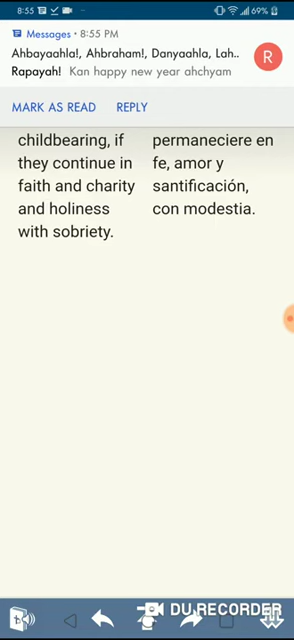 8:55
69%
Messages • 8:55 PM
Ahbayaahla!, Ahbraham!, Danyaahla, Lah..
Rapayah! Kan happy new year ahchyam
R
MARK AS READ REPLY
childbearing, if
they continue in
faith and charity
and holiness
with sobriety.
permaneciere en
fe, amor y
santificación,
con modestia.
DU RECORDER